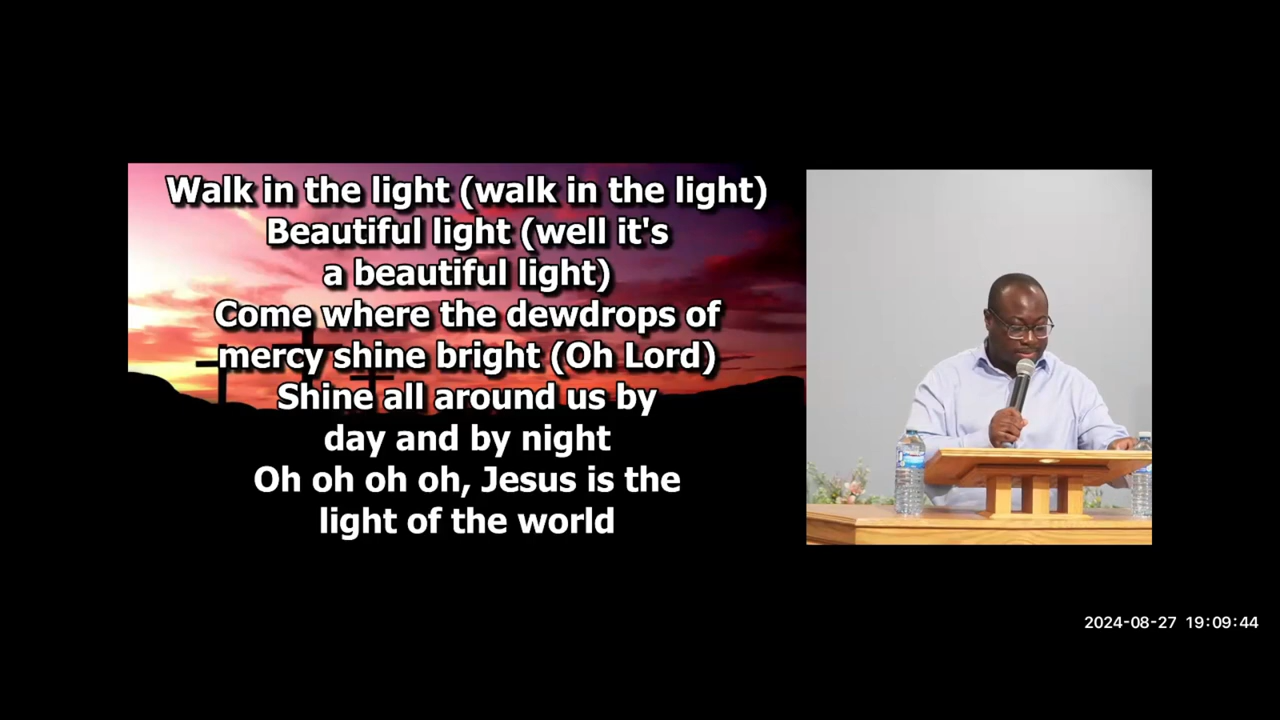 Walk in the light (walk in the light)
Beautiful light (well it's
a beautiful light)
Come where the dewdrops of
mercy shine bright (Oh Lord)
Shine all around us by
day and by night
Oh oh oh oh, Jesus is the
light of the world
2024-08-27 19:09:44